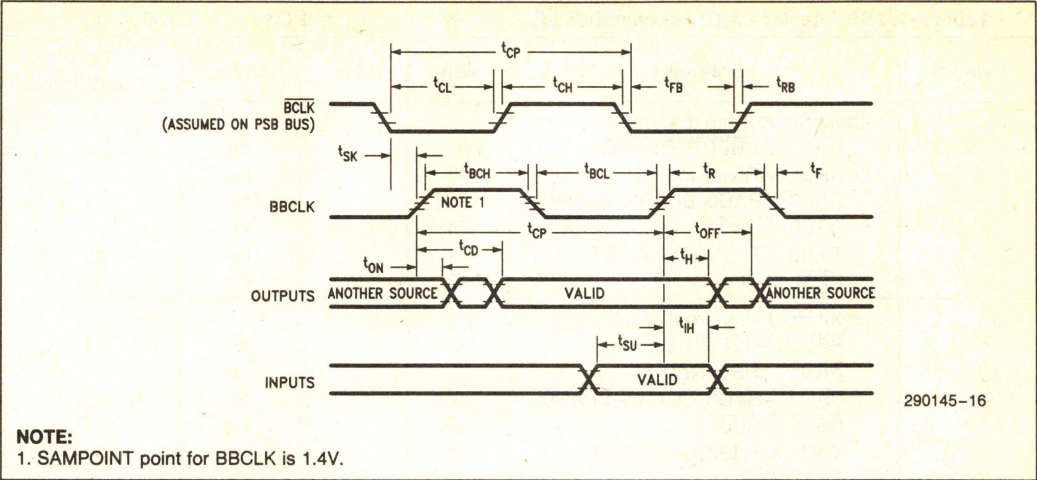 tCP
tCL tCH tFB tRB
BCLK
(ASSUMED ON PSB BUS)
tSK
tBCH tBCL tR tF
BBCLK
NOTE 1
tCP tOFF
tCD
tON tH
OUTPUTS ANOTHER SOURCE VALID ANOTHER SOURCE
tIH
tSU
INPUTS VALID
290145-16
NOTE:
1. SAMPOINT point for BBCLK is 1.4V.